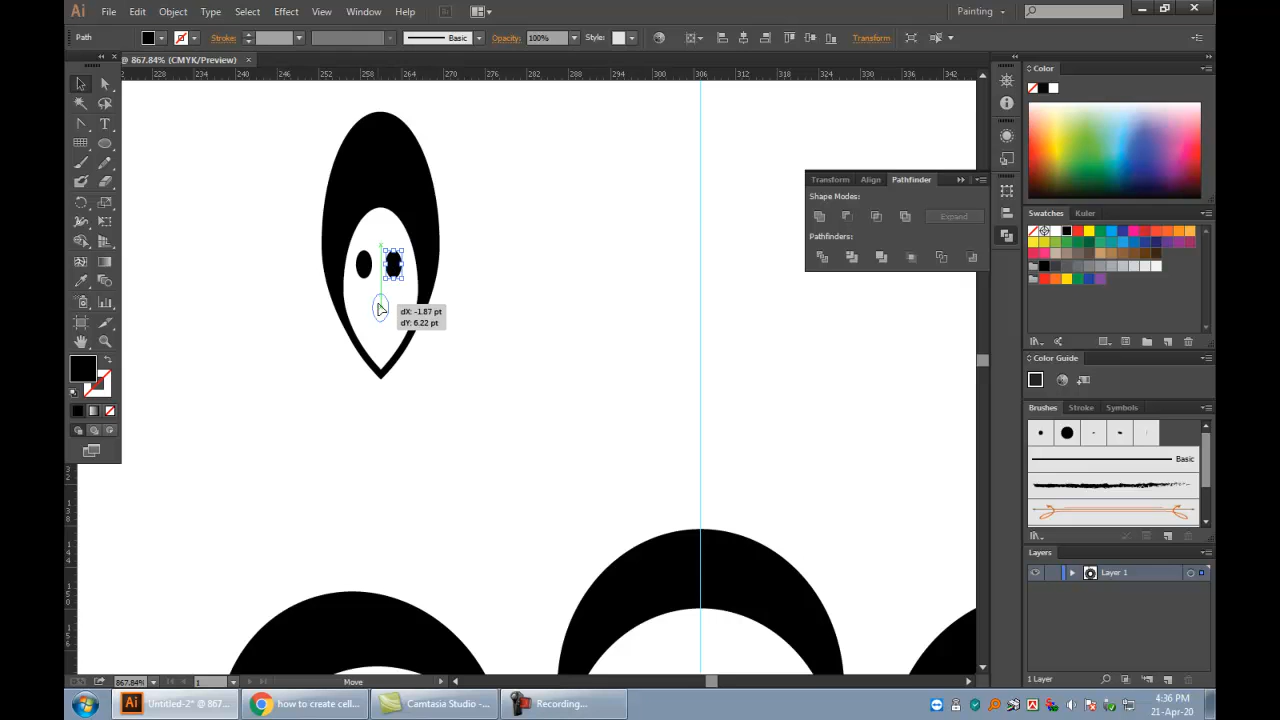 Ai File Edit Object Type Select Effect View Window Help Br Painting
Path Stroke: Basic Opacity: 100% Style: Transform
@ 867.84% (CMYK/Preview) ×
228 234 240 246 252 258 264 270 276 282 288 294 300 306 312 318 324 330 336 342
Color
Transform Align Pathfinder
Shape Modes:
Expand
Pathfinders:
Swatches Kuler
dX: -1.87 pt
dY: 6.22 pt
Color Guide
Brushes Stroke Symbols
Basic
Layers
Layer 1
1 Layer
867.84% 1 Move
Ai "Untitled-2" @ 867... how to create cell... Camtasia Studio -... Recording...
4:36 PM
21-Apr-20